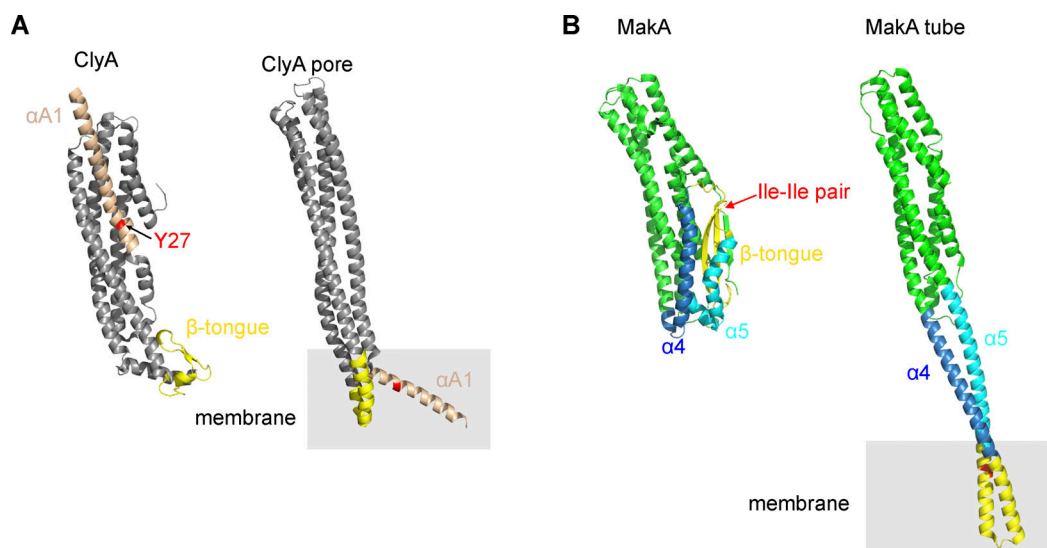 A
ClyA
αA1
Y27
β-tongue
ClyA pore
αA1
membrane
B
MakA
Ile-Ile pair
β-tongue
α5
α4
MakA tube
α5
α4
membrane